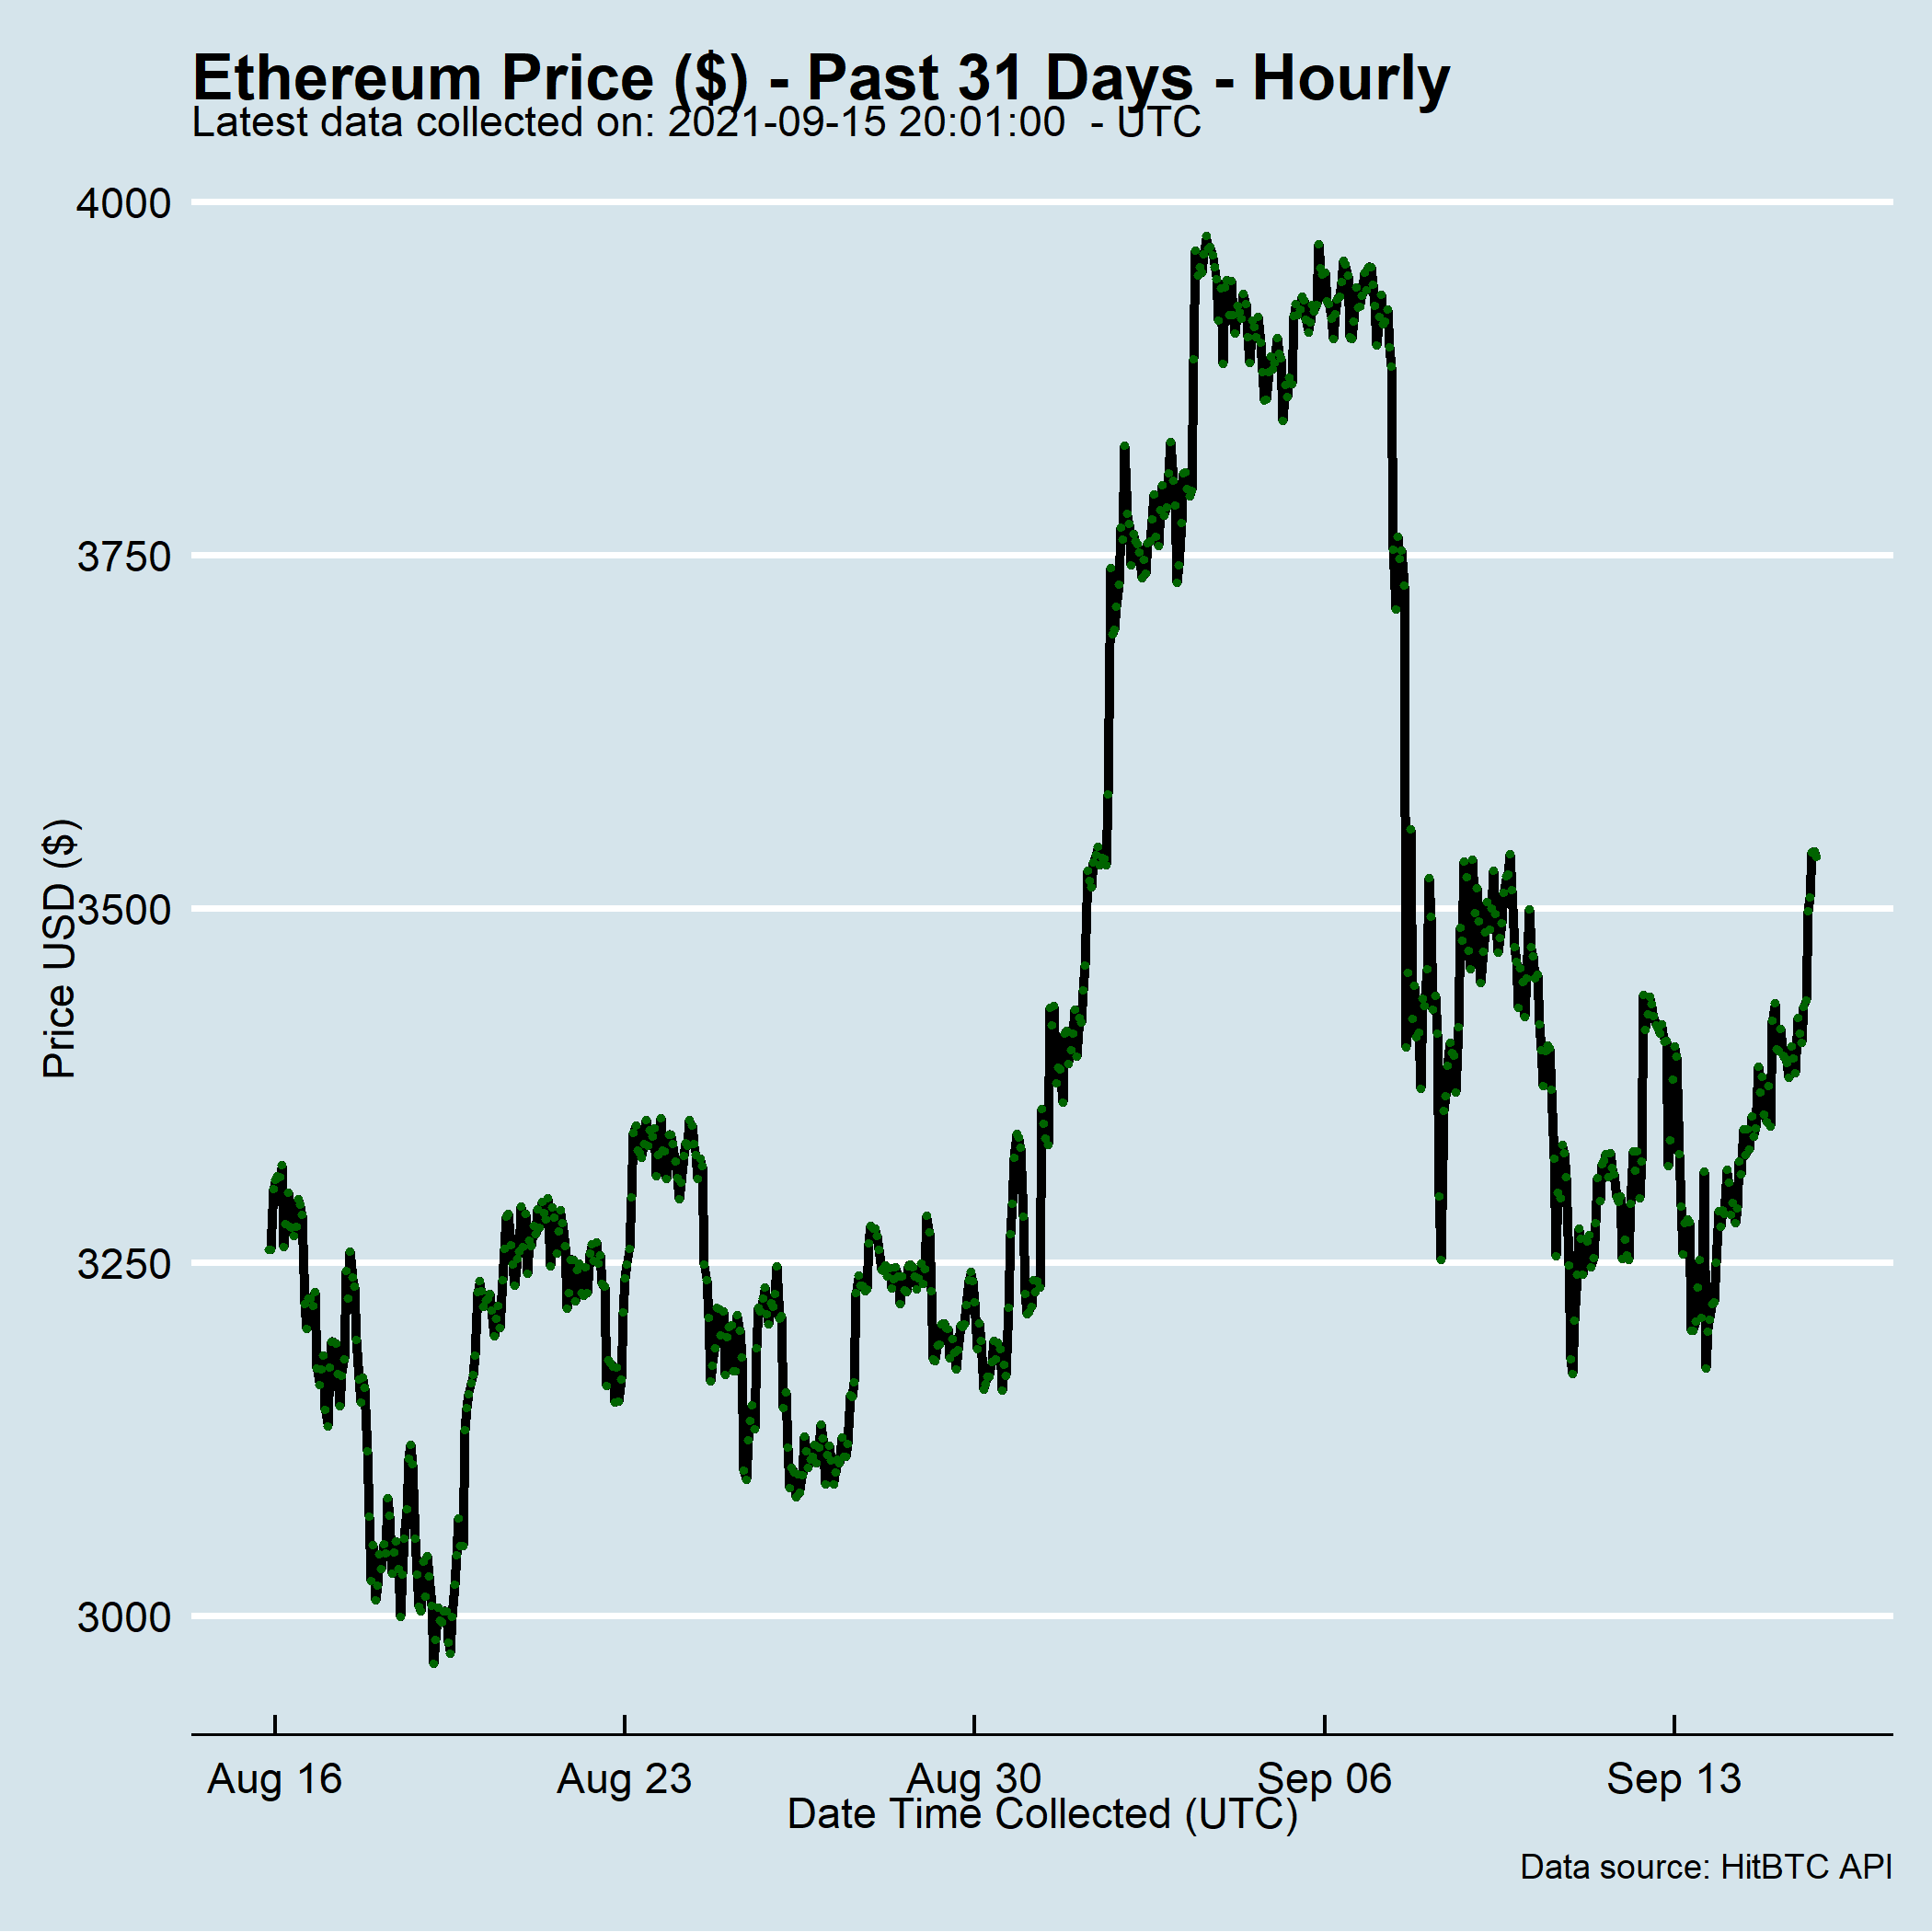 Ethereum Price ($) - Past 31 Days - Hourly
Latest data collected on: 2021-09-15 20:01:00  - UTC
4000
3750
3500
3250
3000
Price USD ($)
Aug 16
Aug 23
Aug 30
Sep 06
Sep 13
Date Time Collected (UTC)
Data source: HitBTC API